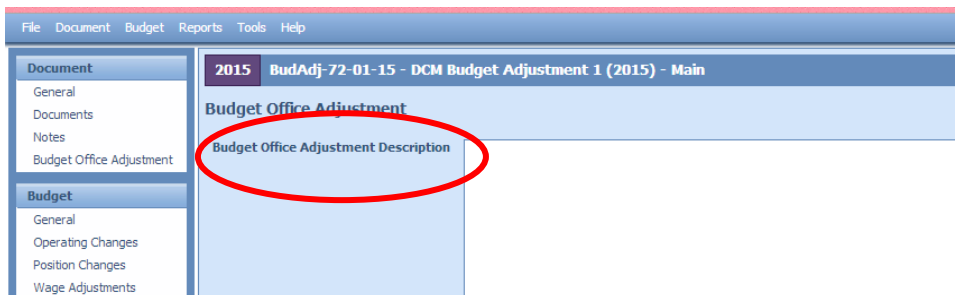 File Document Budget Reports Tools Help
Document
General
Documents
Notes
Budget Office Adjustment
Budget
General
Operating Changes
Position Changes
Wage Adjustments
2015 BudAdj-72-01-15 - DCM Budget Adjustment 1 (2015) - Main
Budget Office Adjustment
Budget Office Adjustment Description